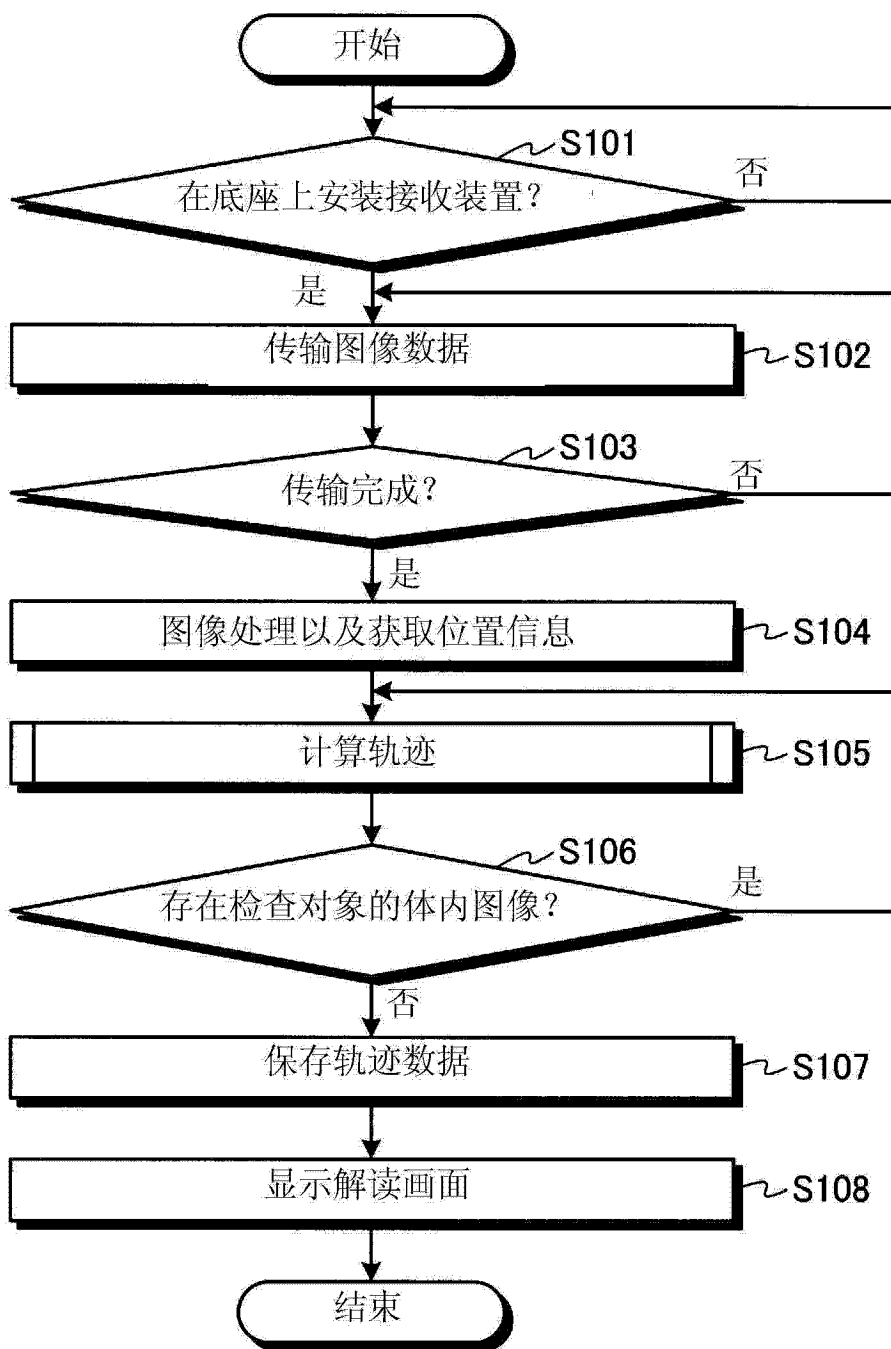 开始
S101
在底座上安装接收装置？
否
是
传输图像数据
S102
S103
传输完成？
否
是
图像处理以及获取位置信息
S104
计算轨迹
S105
S106
存在检查对象的体内图像？
是
否
保存轨迹数据
S107
显示解读画面
S108
结束